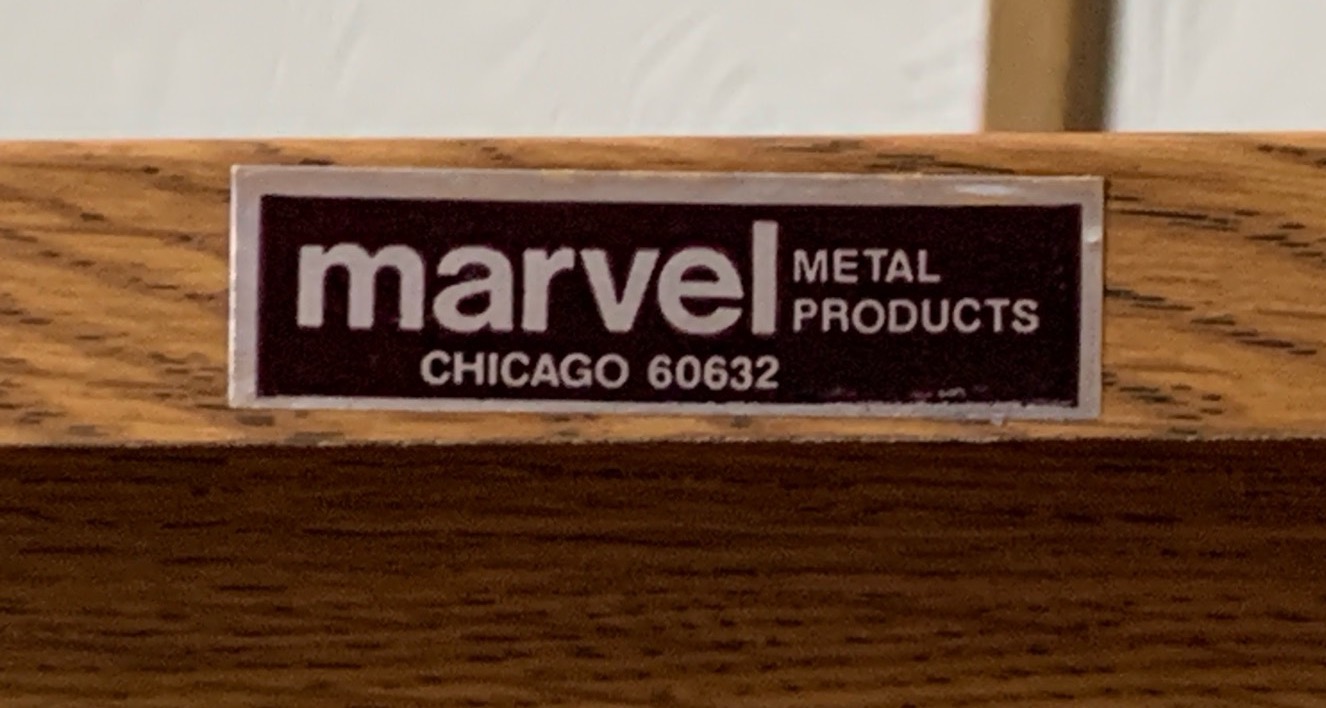 marvel METAL PRODUCTS
CHICAGO 60632